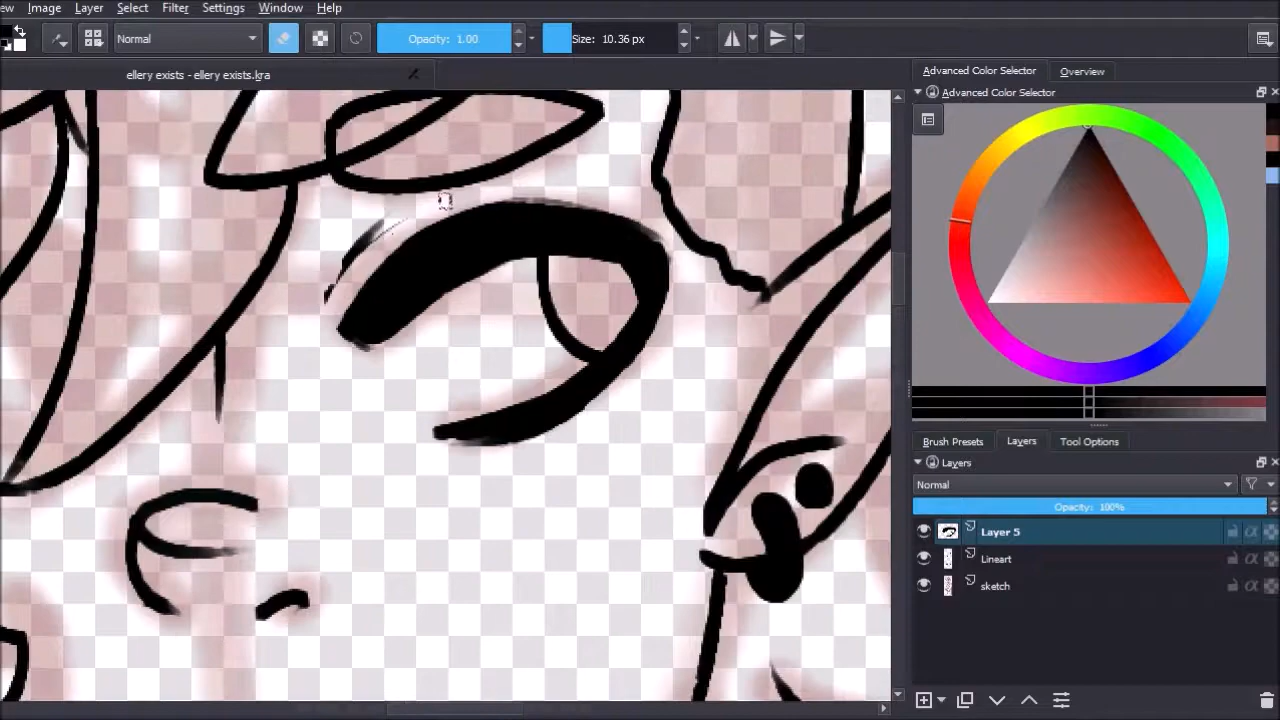 ew Image Layer Select Filter Settings Window Help
Normal Opacity: 1.00 Size: 10.36 px
ellery exists - ellery exists.kra
Advanced Color Selector Overview
Advanced Color Selector
Brush Presets Layers Tool Options
Layers
Normal
Opacity: 100%
Layer 5
Lineart
sketch